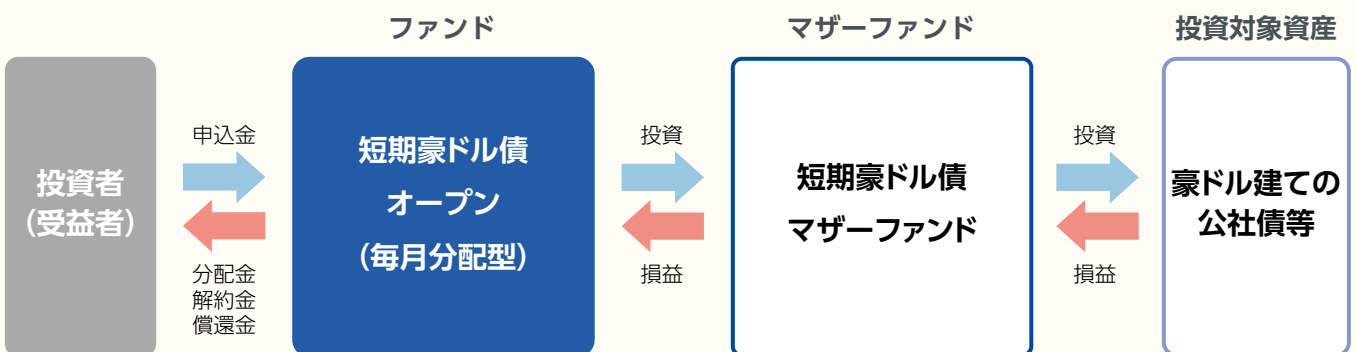 ファンド
マザーファンド
投資対象資産
投資者
(受益者)
申込金
分配金
解約金
償還金
短期豪ドル債
オープン
(毎月分配型)
投資
損益
短期豪ドル債
マザーファンド
投資
損益
豪ドル建ての
公社債等